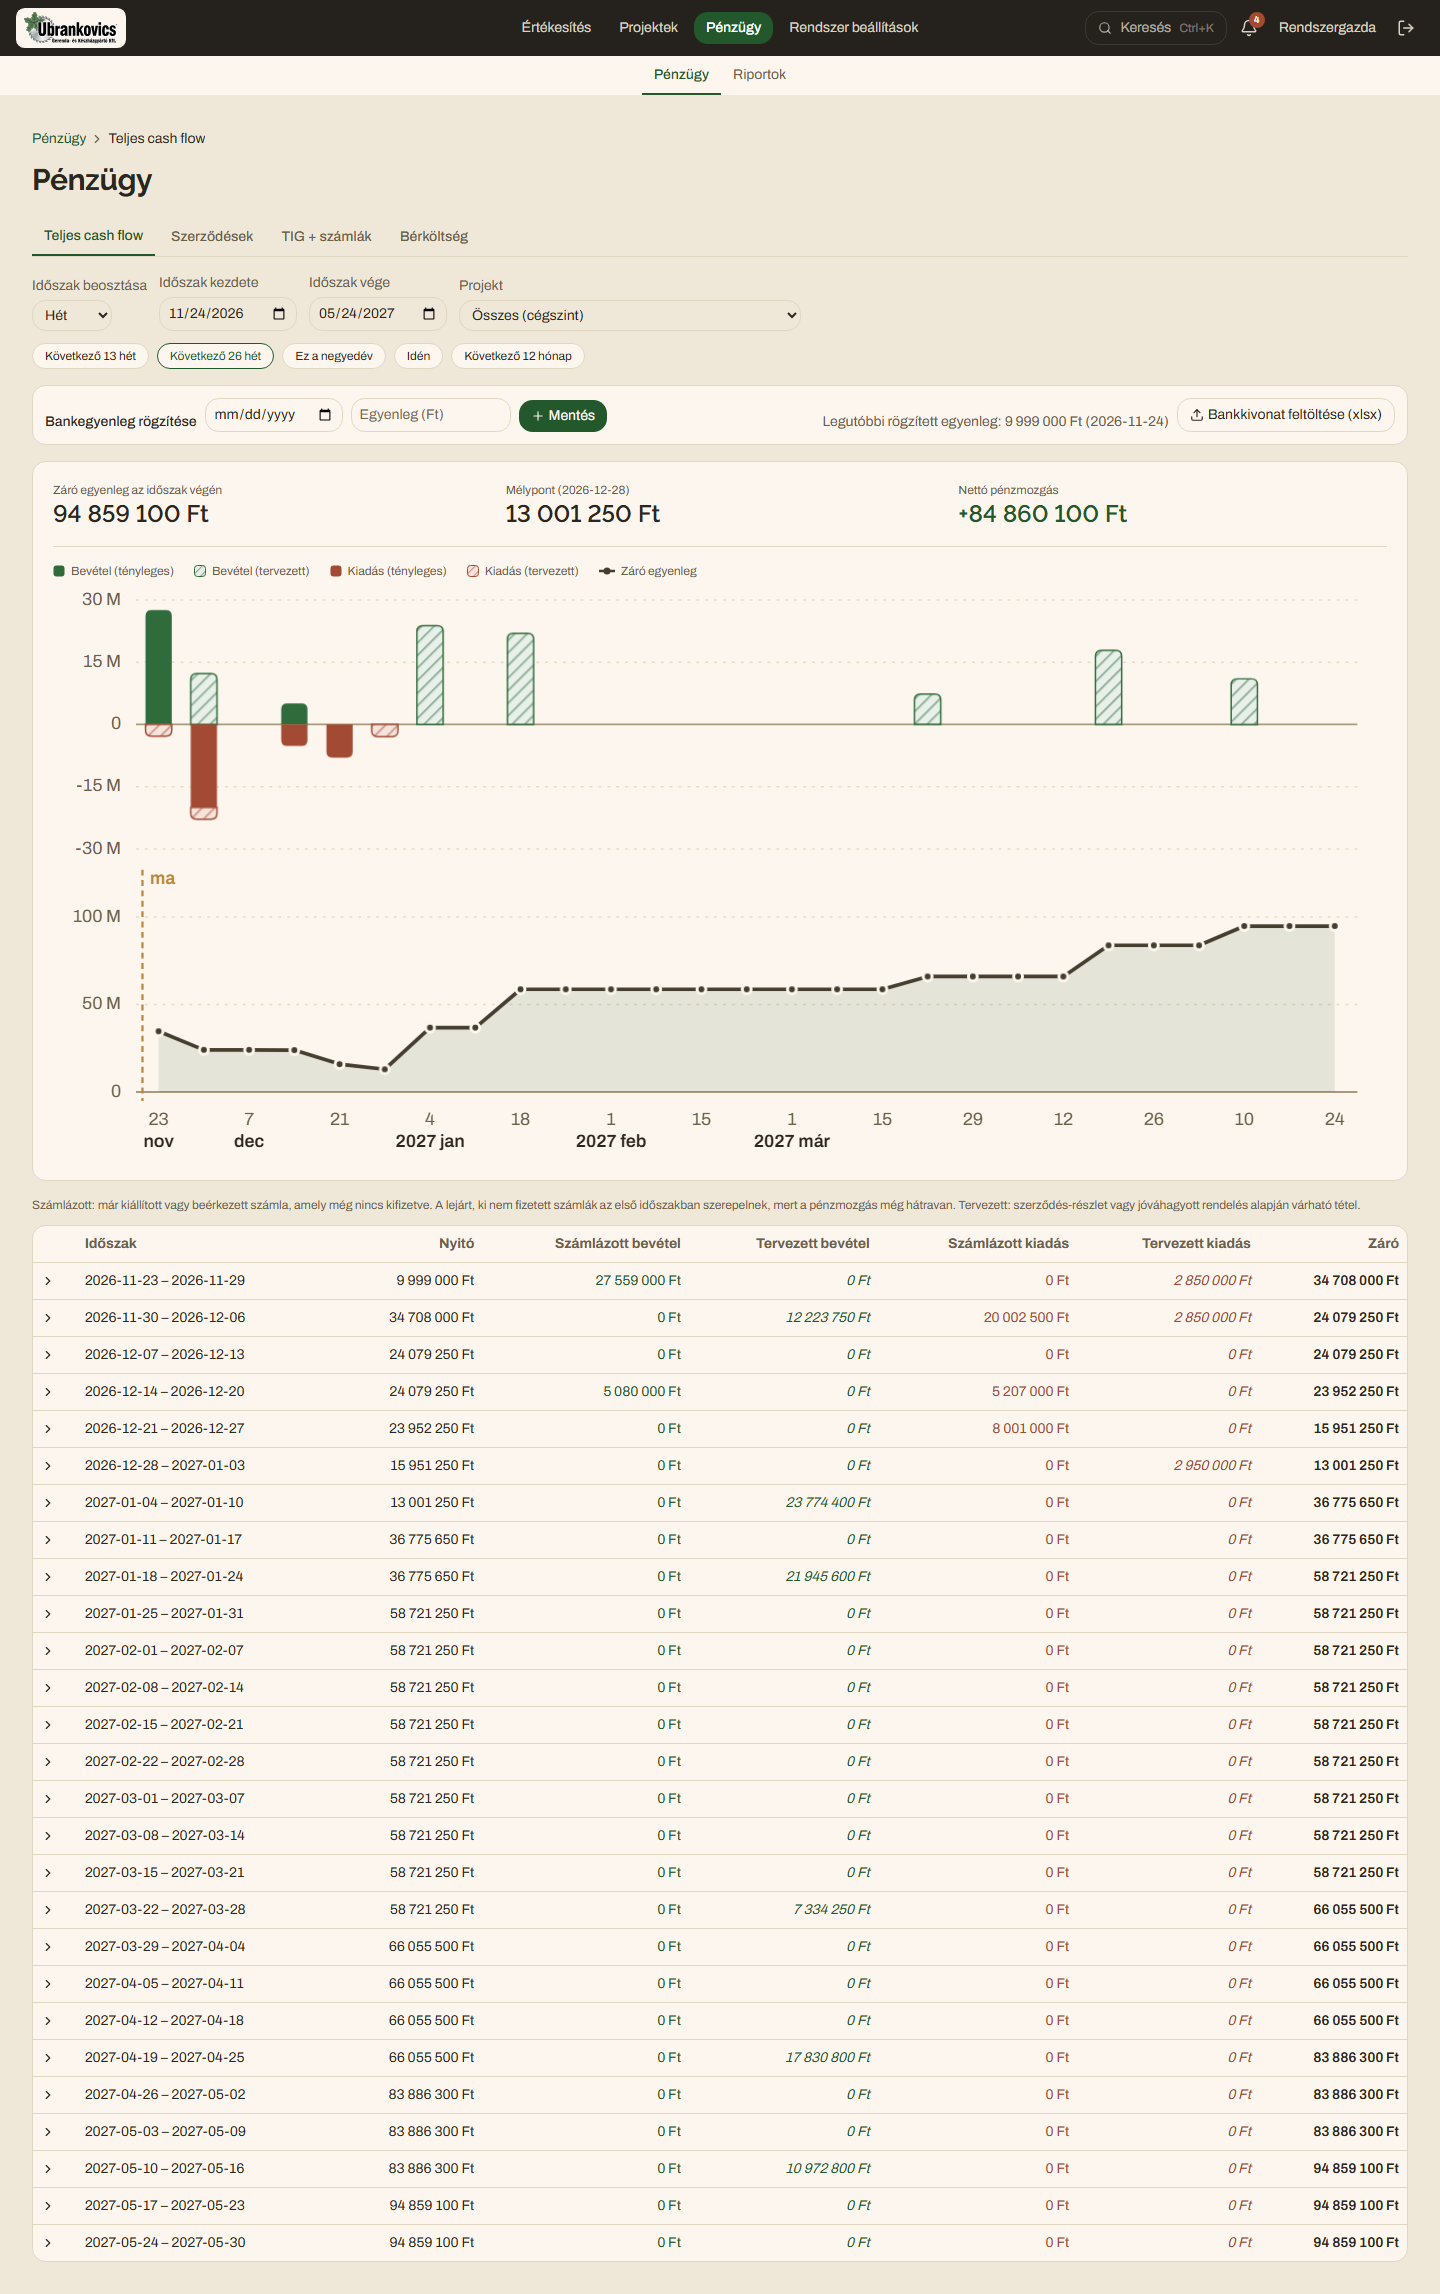 Ubrankovics
Gerenda- és Készházgyártó Kft.
Értékesítés Projektek Pénzügy Rendszer beállítások Keresés Ctrl+K 4 Rendszergazda
Pénzügy Riportok
Pénzügy > Teljes cash flow
Pénzügy
Teljes cash flow Szerződések TIG + számlák Bérköltség
Időszak beosztása Időszak kezdete Időszak vége Projekt
Hét 11/24/2026 05/24/2027 Összes (cégszint)
Következő 13 hét Következő 26 hét Ez a negyedév Idén Következő 12 hónap
Bankegyenleg rögzítése mm/dd/yyyy Egyenleg (Ft) + Mentés Legutóbbi rögzített egyenleg: 9 999 000 Ft (2026-11-24) Bankkivonat feltöltése (xlsx)
Záró egyenleg az időszak végén Mélypont (2026-12-28) Nettó pénzmozgás
94 859 100 Ft 13 001 250 Ft +84 860 100 Ft
Bevétel (tényleges) Bevétel (tervezett) Kiadás (tényleges) Kiadás (tervezett) Záró egyenleg
30 M
15 M
0
-15 M
-30 M
ma
100 M
50 M
0
23 7 21 4 18 1 15 1 15 29 12 26 10 24
nov dec 2027 jan 2027 feb 2027 már
Számlázott: már kiállított vagy beérkezett számla, amely még nincs kifizetve. A lejárt, ki nem fizetett számlák az első időszakban szerepelnek, mert a pénzmozgás még hátravan. Tervezett: szerződés-részlet vagy jóváhagyott rendelés alapján várható tétel.
Időszak Nyitó Számlázott bevétel Tervezett bevétel Számlázott kiadás Tervezett kiadás Záró
2026-11-23 – 2026-11-29 9 999 000 Ft 27 559 000 Ft 0 Ft 0 Ft 2 850 000 Ft 34 708 000 Ft
2026-11-30 – 2026-12-06 34 708 000 Ft 0 Ft 12 223 750 Ft 20 002 500 Ft 2 850 000 Ft 24 079 250 Ft
2026-12-07 – 2026-12-13 24 079 250 Ft 0 Ft 0 Ft 0 Ft 0 Ft 24 079 250 Ft
2026-12-14 – 2026-12-20 24 079 250 Ft 5 080 000 Ft 0 Ft 5 207 000 Ft 0 Ft 23 952 250 Ft
2026-12-21 – 2026-12-27 23 952 250 Ft 0 Ft 0 Ft 8 001 000 Ft 0 Ft 15 951 250 Ft
2026-12-28 – 2027-01-03 15 951 250 Ft 0 Ft 0 Ft 0 Ft 2 950 000 Ft 13 001 250 Ft
2027-01-04 – 2027-01-10 13 001 250 Ft 0 Ft 23 774 400 Ft 0 Ft 0 Ft 36 775 650 Ft
2027-01-11 – 2027-01-17 36 775 650 Ft 0 Ft 0 Ft 0 Ft 0 Ft 36 775 650 Ft
2027-01-18 – 2027-01-24 36 775 650 Ft 0 Ft 21 945 600 Ft 0 Ft 0 Ft 58 721 250 Ft
2027-01-25 – 2027-01-31 58 721 250 Ft 0 Ft 0 Ft 0 Ft 0 Ft 58 721 250 Ft
2027-02-01 – 2027-02-07 58 721 250 Ft 0 Ft 0 Ft 0 Ft 0 Ft 58 721 250 Ft
2027-02-08 – 2027-02-14 58 721 250 Ft 0 Ft 0 Ft 0 Ft 0 Ft 58 721 250 Ft
2027-02-15 – 2027-02-21 58 721 250 Ft 0 Ft 0 Ft 0 Ft 0 Ft 58 721 250 Ft
2027-02-22 – 2027-02-28 58 721 250 Ft 0 Ft 0 Ft 0 Ft 0 Ft 58 721 250 Ft
2027-03-01 – 2027-03-07 58 721 250 Ft 0 Ft 0 Ft 0 Ft 0 Ft 58 721 250 Ft
2027-03-08 – 2027-03-14 58 721 250 Ft 0 Ft 0 Ft 0 Ft 0 Ft 58 721 250 Ft
2027-03-15 – 2027-03-21 58 721 250 Ft 0 Ft 0 Ft 0 Ft 0 Ft 58 721 250 Ft
2027-03-22 – 2027-03-28 58 721 250 Ft 0 Ft 7 334 250 Ft 0 Ft 0 Ft 66 055 500 Ft
2027-03-29 – 2027-04-04 66 055 500 Ft 0 Ft 0 Ft 0 Ft 0 Ft 66 055 500 Ft
2027-04-05 – 2027-04-11 66 055 500 Ft 0 Ft 0 Ft 0 Ft 0 Ft 66 055 500 Ft
2027-04-12 – 2027-04-18 66 055 500 Ft 0 Ft 0 Ft 0 Ft 0 Ft 66 055 500 Ft
2027-04-19 – 2027-04-25 66 055 500 Ft 0 Ft 17 830 800 Ft 0 Ft 0 Ft 83 886 300 Ft
2027-04-26 – 2027-05-02 83 886 300 Ft 0 Ft 0 Ft 0 Ft 0 Ft 83 886 300 Ft
2027-05-03 – 2027-05-09 83 886 300 Ft 0 Ft 0 Ft 0 Ft 0 Ft 83 886 300 Ft
2027-05-10 – 2027-05-16 83 886 300 Ft 0 Ft 10 972 800 Ft 0 Ft 0 Ft 94 859 100 Ft
2027-05-17 – 2027-05-23 94 859 100 Ft 0 Ft 0 Ft 0 Ft 0 Ft 94 859 100 Ft
2027-05-24 – 2027-05-30 94 859 100 Ft 0 Ft 0 Ft 0 Ft 0 Ft 94 859 100 Ft